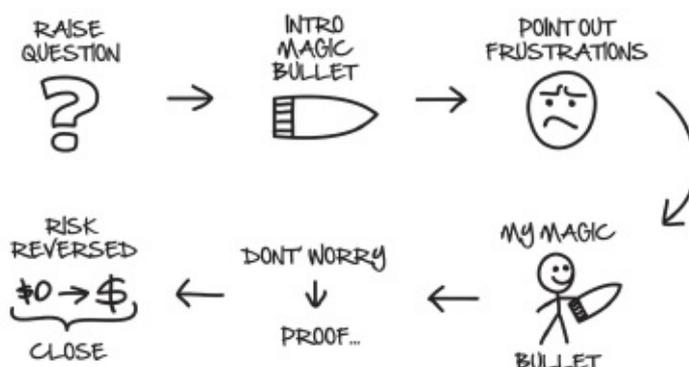 RAISE
QUESTION
?
INTRO
MAGIC
BULLET
POINT OUT
FRUSTRATIONS
MY MAGIC
BULLET
DONT' WORRY
PROOF...
RISK
REVERSED
$0 → $
CLOSE